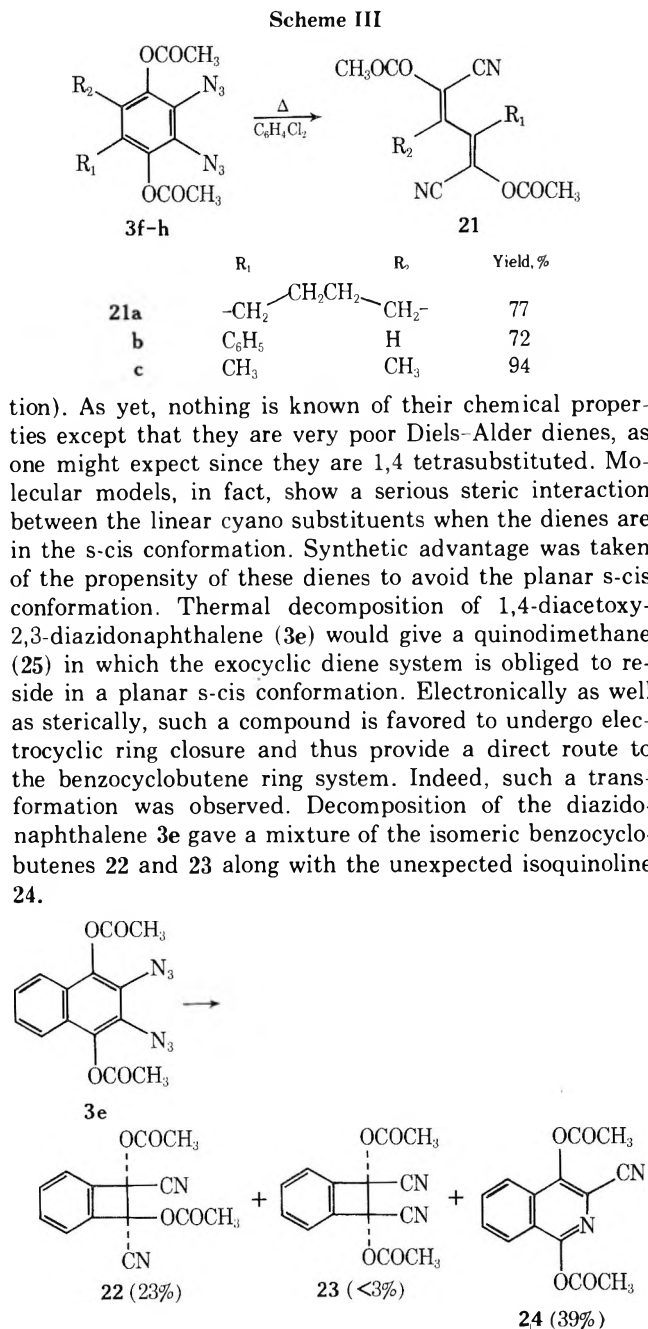 Scheme III
OCOCH₃
R₂ N₃
Δ
C₆H₄Cl₂
R₁ N₃
OCOCH₃
3f-h
CH₃OCO CN
R₁
R₂
NC OCOCH₃
21
R₁ R₂ Yield, %
21a -CH₂ CH₂CH₂ CH₂- 77
b C₆H₅ H 72
c CH₃ CH₃ 94
tion). As yet, nothing is known of their chemical proper-
ties except that they are very poor Diels-Alder dienes, as
one might expect since they are 1,4 tetrasubstituted. Mo-
lecular models, in fact, show a serious steric interaction
between the linear cyano substituents when the dienes are
in the s-cis conformation. Synthetic advantage was taken
of the propensity of these dienes to avoid the planar s-cis
conformation. Thermal decomposition of 1,4-diacetoxy-
2,3-diazidonaphthalene (3e) would give a quinodimethane
(25) in which the exocyclic diene system is obliged to re-
side in a planar s-cis conformation. Electronically as well
as sterically, such a compound is favored to undergo elec-
trocyclic ring closure and thus provide a direct route to
the benzocyclobutene ring system. Indeed, such a trans-
formation was observed. Decomposition of the diazido-
naphthalene 3e gave a mixture of the isomeric benzocyclo-
butenes 22 and 23 along with the unexpected isoquinoline
24.
OCOCH₃
N₃
N₃
OCOCH₃
3e
OCOCH₃
CN
OCOCH₃
CN
22 (23%)
+
OCOCH₃
CN
CN
OCOCH₃
23 (<3%)
+
OCOCH₃
CN
N
OCOCH₃
24 (39%)